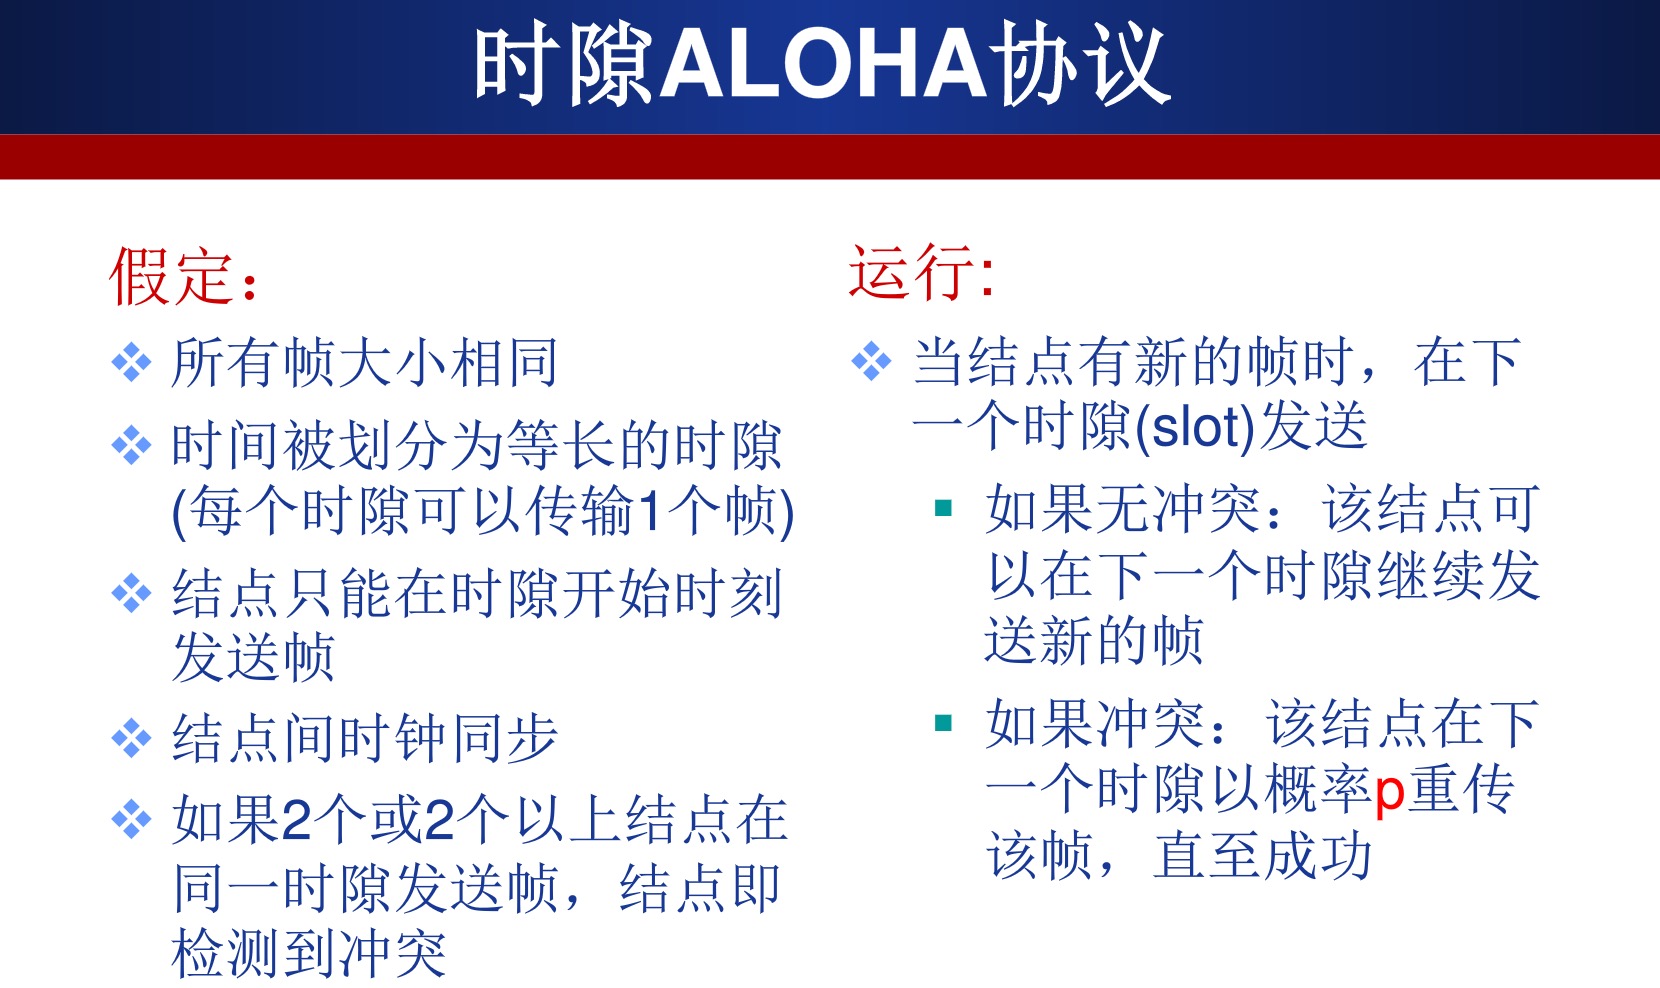 时隙ALOHA协议
假定：
所有帧大小相同
时间被划分为等长的时隙
(每个时隙可以传输1个帧)
结点只能在时隙开始时刻
发送帧
结点间时钟同步
如果2个或2个以上结点在
同一时隙发送帧，结点即
检测到冲突
运行:
当结点有新的帧时，在下
一个时隙(slot)发送
如果无冲突：该结点可
以在下一个时隙继续发
送新的帧
如果冲突：该结点在下
一个时隙以概率p重传
该帧，直至成功